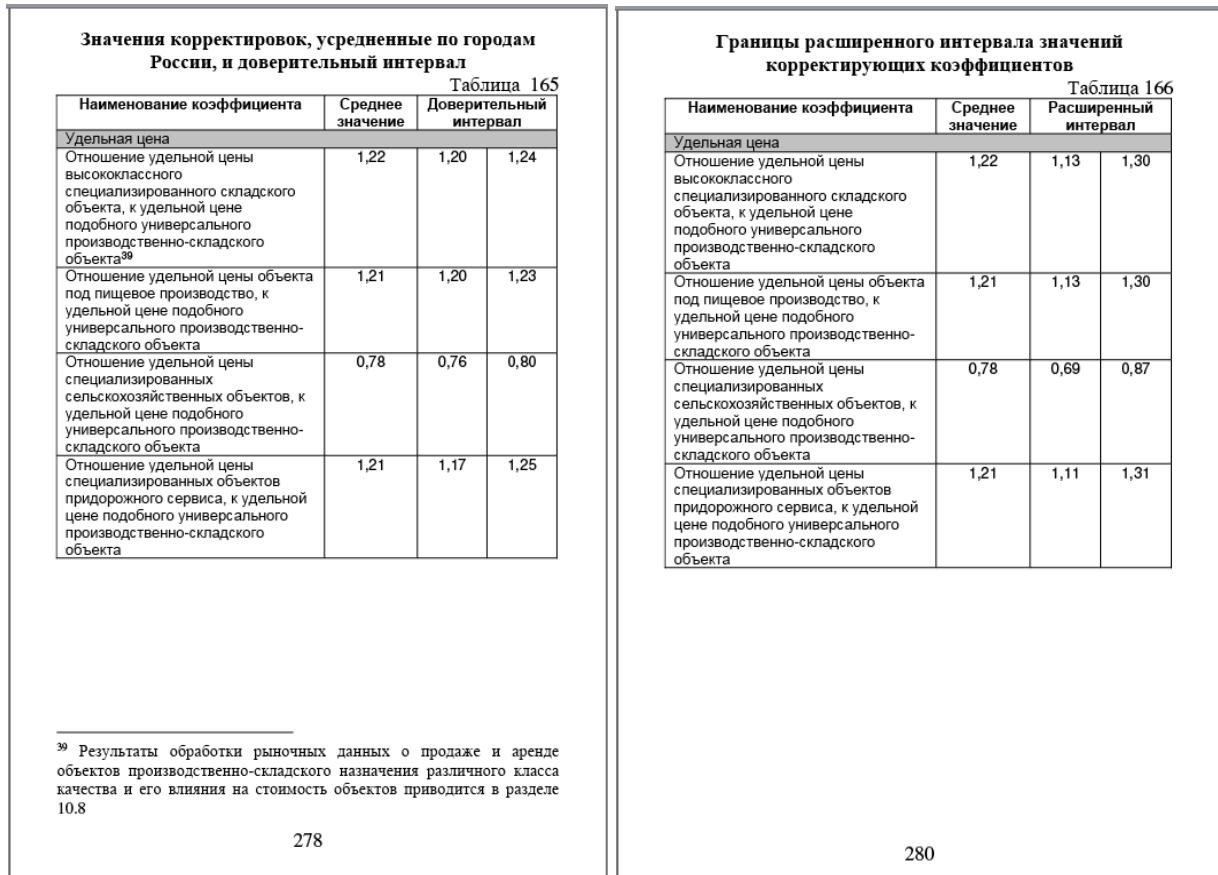 Значения корректировок, усредненные по городам
России, и доверительный интервал
Таблица 165
Наименование коэффициента Среднее Доверительный
значение интервал
Удельная цена
Отношение удельной цены 1,22 1,20 1,24
высококлассного
специализированного складского
объекта, к удельной цене
подобного универсального
производственно-складского
объекта³⁹
Отношение удельной цены объекта 1,21 1,20 1,23
под пищевое производство, к
удельной цене подобного
универсального производственно-
складского объекта
Отношение удельной цены 0,78 0,76 0,80
специализированных
сельскохозяйственных объектов, к
удельной цене подобного
универсального производственно-
складского объекта
Отношение удельной цены 1,21 1,17 1,25
специализированных объектов
придорожного сервиса, к удельной
цене подобного универсального
производственно-складского
объекта
³⁹ Результаты обработки рыночных данных о продаже и аренде
объектов производственно-складского назначения различного класса
качества и его влияния на стоимость объектов приводится в разделе
10.8
278
Границы расширенного интервала значений
корректирующих коэффициентов
Таблица 166
Наименование коэффициента Среднее Расширенный
значение интервал
Удельная цена
Отношение удельной цены 1,22 1,13 1,30
высококлассного
специализированного складского
объекта, к удельной цене
подобного универсального
производственно-складского
объекта
Отношение удельной цены объекта 1,21 1,13 1,30
под пищевое производство, к
удельной цене подобного
универсального производственно-
складского объекта
Отношение удельной цены 0,78 0,69 0,87
специализированных
сельскохозяйственных объектов, к
удельной цене подобного
универсального производственно-
складского объекта
Отношение удельной цены 1,21 1,11 1,31
специализированных объектов
придорожного сервиса, к удельной
цене подобного универсального
производственно-складского
объекта
280